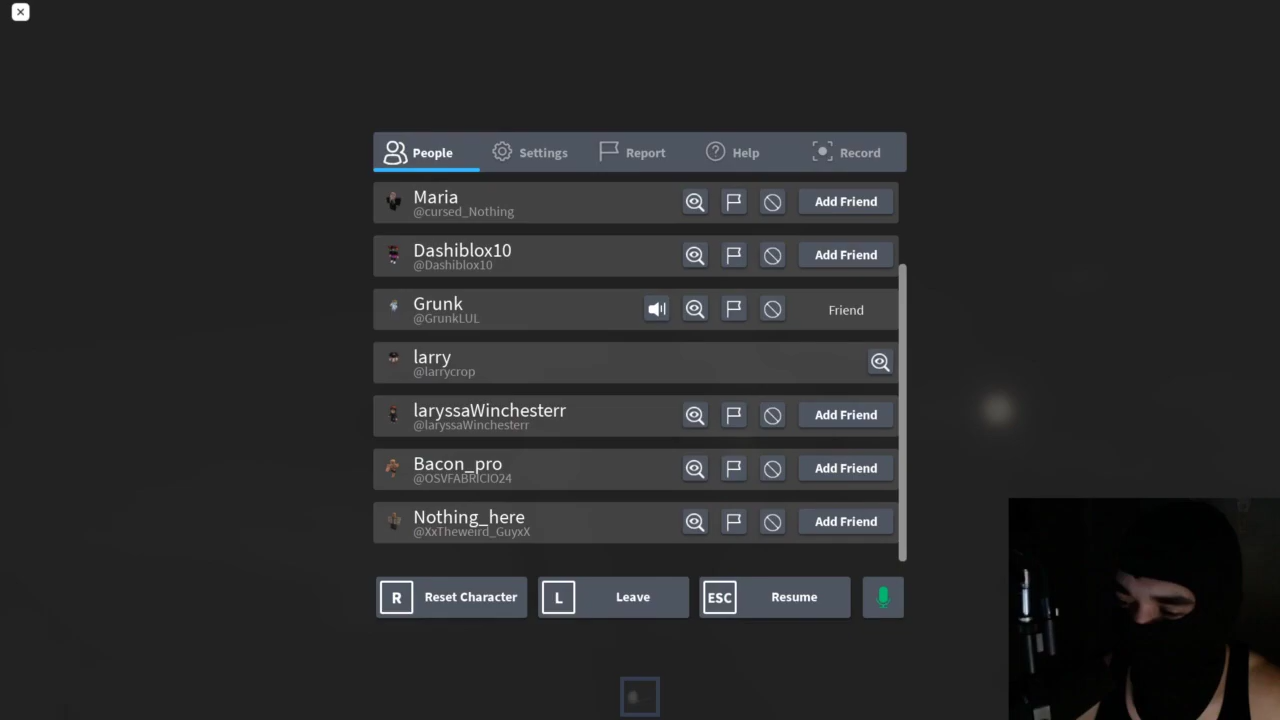 People Settings Report Help Record
Maria
@cursed_Nothing
Add Friend
Dashiblox10
@Dashiblox10
Add Friend
Grunk
@GrunkLUL
Friend
larry
@larrycrop
laryssaWinchesterr
@laryssaWinchesterr
Add Friend
Bacon_pro
@OSVFABRICIO24
Add Friend
Nothing_here
@XxTheweird_GuyxX
Add Friend
R Reset Character L Leave ESC Resume